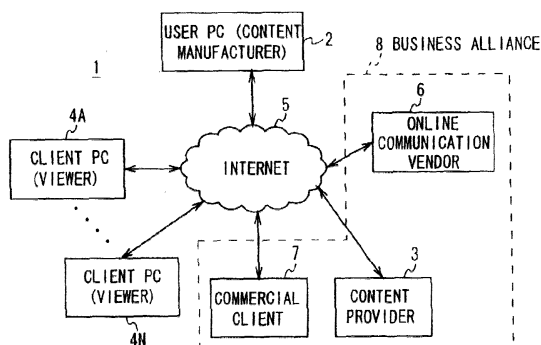 USER PC (CONTENT
MANUFACTURER)
2
8 BUSINESS ALLIANCE
1
4A
5
6
CLIENT PC
(VIEWER)
INTERNET
ONLINE
COMMUNICATION
VENDOR
7
3
CLIENT PC
(VIEWER)
COMMERCIAL
CLIENT
CONTENT
PROVIDER
4N